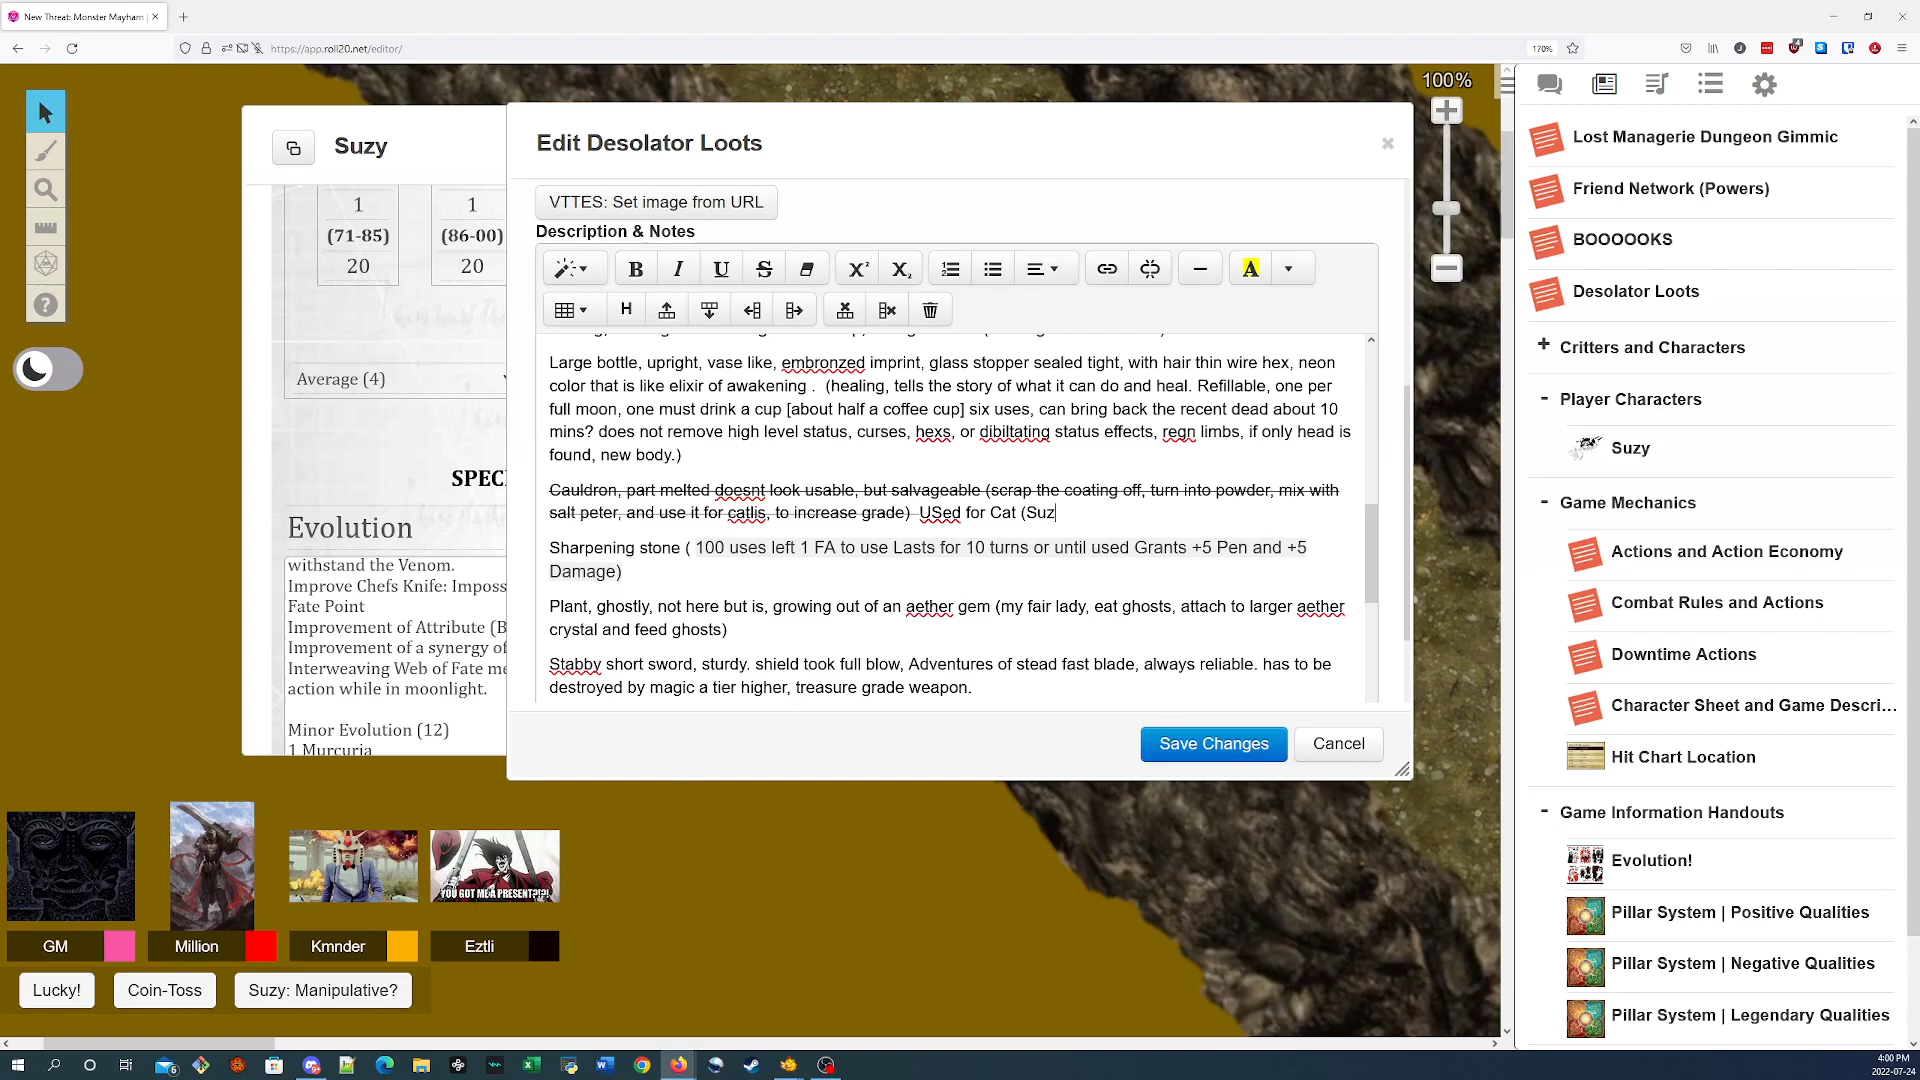 New Threat: Monster Mayham |
https://app.roll20.net/editor/
170%
100%
Suzy
1
(71-85)
20
1
(86-00)
20
Average (4)
SPEC
Evolution
withstand the Venom.
Improve Chefs Knife: Imposs
Fate Point
Improvement of Attribute (B
Improvement of a synergy of
Interweaving Web of Fate me
action while in moonlight.
Minor Evolution (12)
1 Murcuria
Edit Desolator Loots
VTTES: Set image from URL
Description & Notes
Large bottle, upright, vase like, embronzed imprint, glass stopper sealed tight, with hair thin wire hex, neon
color that is like elixir of awakening . (healing, tells the story of what it can do and heal. Refillable, one per
full moon, one must drink a cup [about half a coffee cup] six uses, can bring back the recent dead about 10
mins? does not remove high level status, curses, hexs, or dibiltating status effects, regn limbs, if only head is
found, new body.)
Cauldron, part melted doesnt look usable, but salvageable (scrap the coating off, turn into powder, mix with
salt peter, and use it for catlis, to increase grade) USed for Cat (Suz
Sharpening stone ( 100 uses left 1 FA to use Lasts for 10 turns or until used Grants +5 Pen and +5
Damage)
Plant, ghostly, not here but is, growing out of an aether gem (my fair lady, eat ghosts, attach to larger aether
crystal and feed ghosts)
Stabby short sword, sturdy. shield took full blow, Adventures of stead fast blade, always reliable. has to be
destroyed by magic a tier higher, treasure grade weapon.
Save Changes
Cancel
Lost Managerie Dungeon Gimmic
Friend Network (Powers)
BOOOOOKS
Desolator Loots
Critters and Characters
Player Characters
Suzy
Game Mechanics
Actions and Action Economy
Combat Rules and Actions
Downtime Actions
Character Sheet and Game Descri...
Hit Chart Location
Game Information Handouts
Evolution!
Pillar System | Positive Qualities
Pillar System | Negative Qualities
Pillar System | Legendary Qualities
YOU GOT ME A PRESENT?!?!
GM
Million
Kmnder
Eztli
Lucky!
Coin-Toss
Suzy: Manipulative?
4:00 PM
2022-07-24